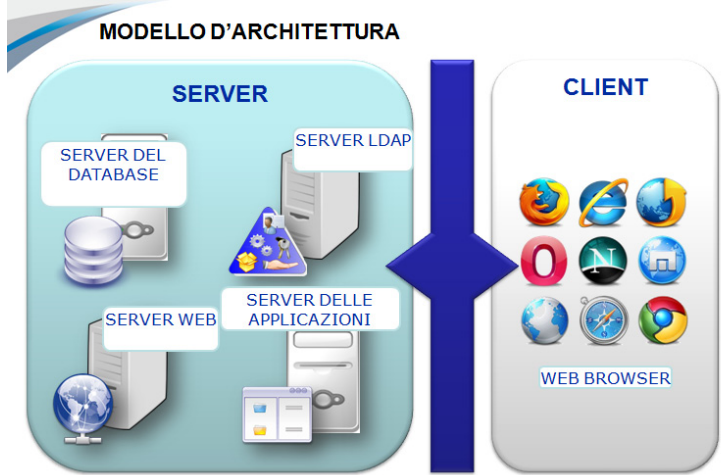 MODELLO D'ARCHITETTURA
SERVER
CLIENT
SERVER DEL
DATABASE
SERVER LDAP
SERVER WEB
SERVER DELLE
APPLICAZIONI
WEB BROWSER